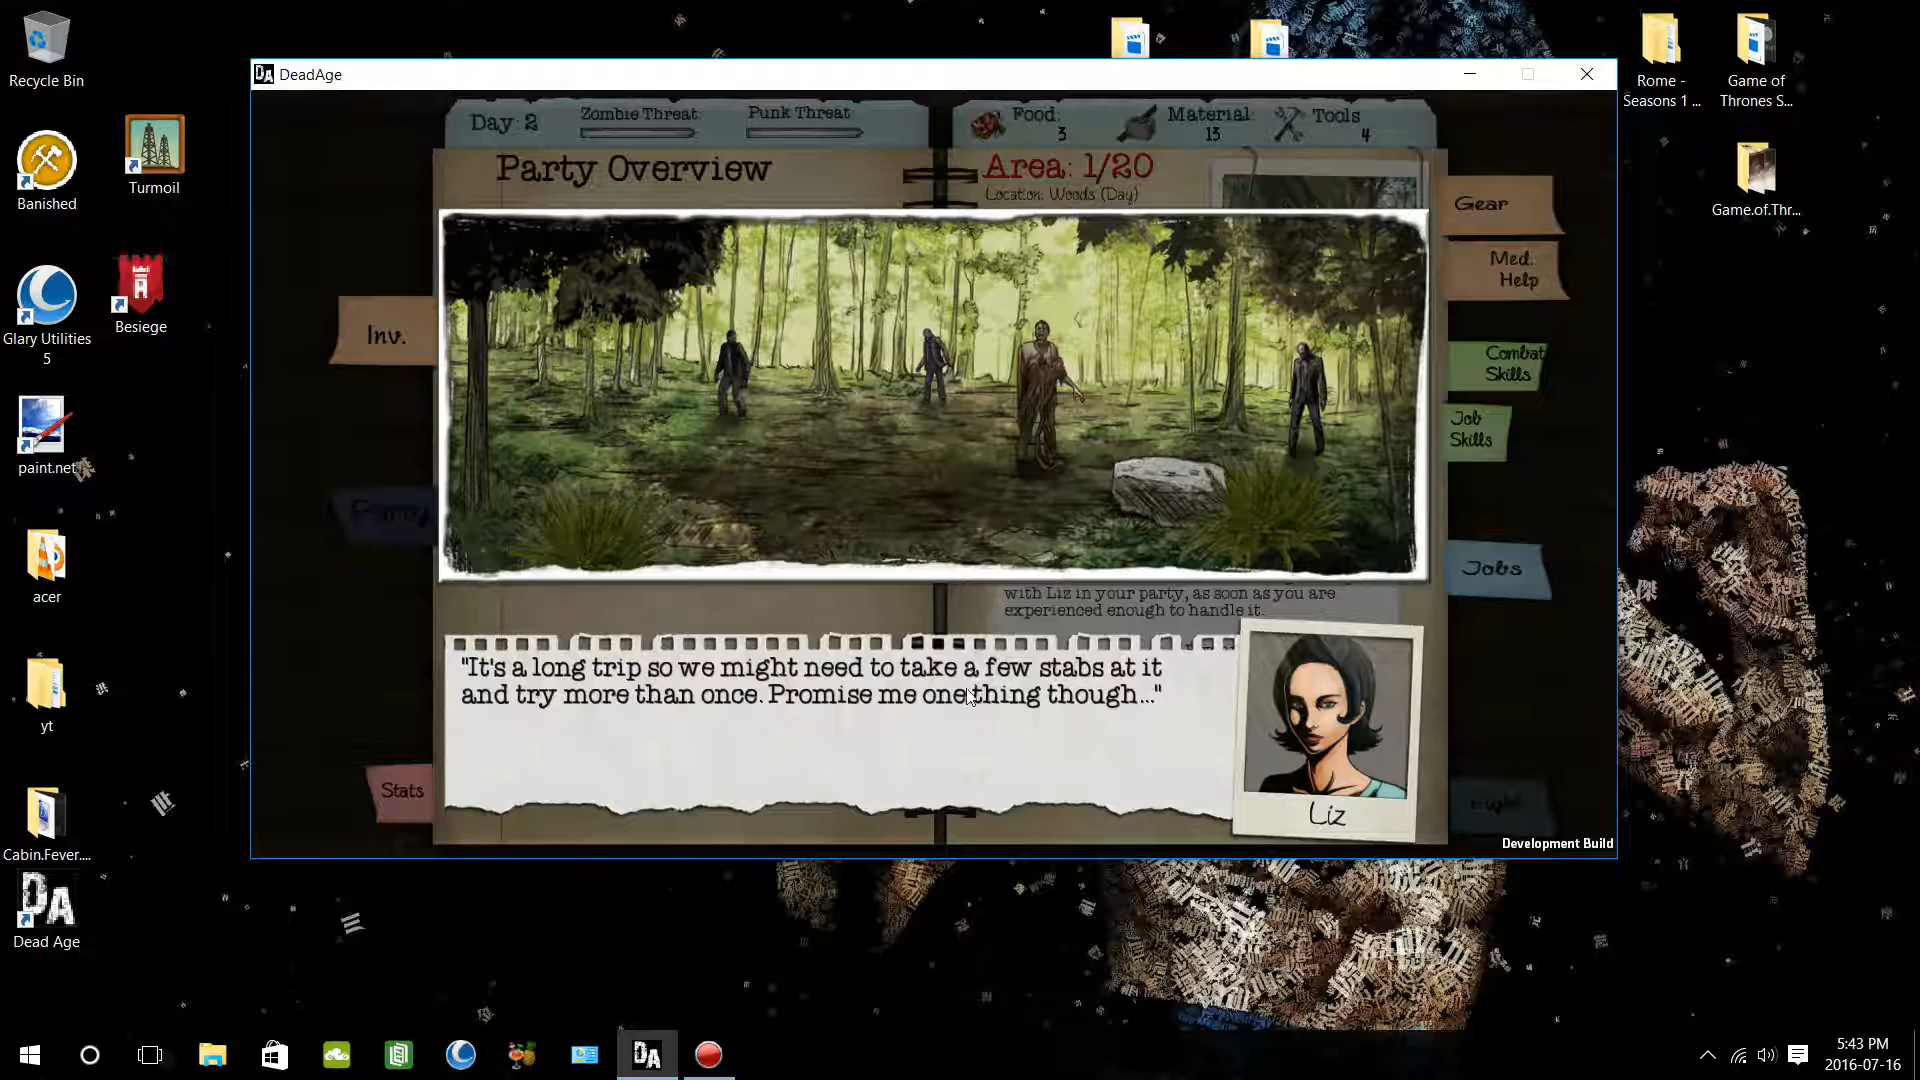 Recycle Bin
Banished
Turmoil
Glary Utilities
5
Besiege
paint.net
acer
yt
Cabin.Fever....
DA
Dead Age
Rome -
Seasons 1 ...
Game of
Thrones S...
Game.of.Thr...
DA DeadAge
Day: 2
Zombie Threat
Punk Threat
Food:
3
Material
13
Tools
4
Party Overview
Area: 1/20
Location: Woods (Day)
Gear
Med.
Help
Inv.
Combat
Skills
Job
Skills
Party
Jobs
with Liz in your party, as soon as you are
experienced enough to handle it.
"It's a long trip so we might need to take a few stabs at it
and try more than once. Promise me one thing though..."
Liz
Stats
Development Build
DA
5:43 PM
2016-07-16